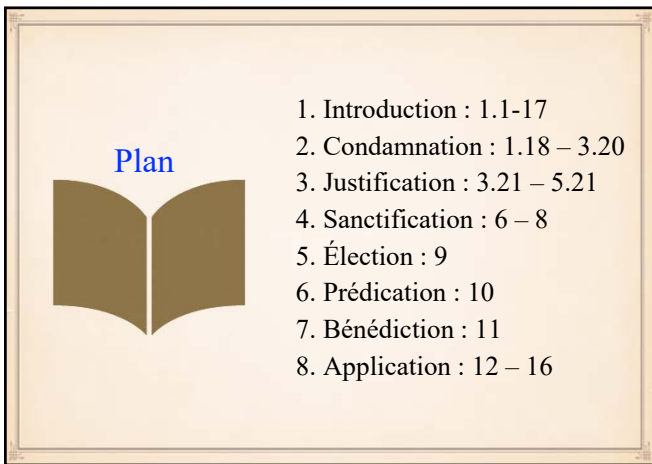 Plan
1. Introduction : 1.1-17
2. Condamnation : 1.18 – 3.20
3. Justification : 3.21 – 5.21
4. Sanctification : 6 – 8
5. Élection : 9
6. Prédication : 10
7. Bénédiction : 11
8. Application : 12 – 16